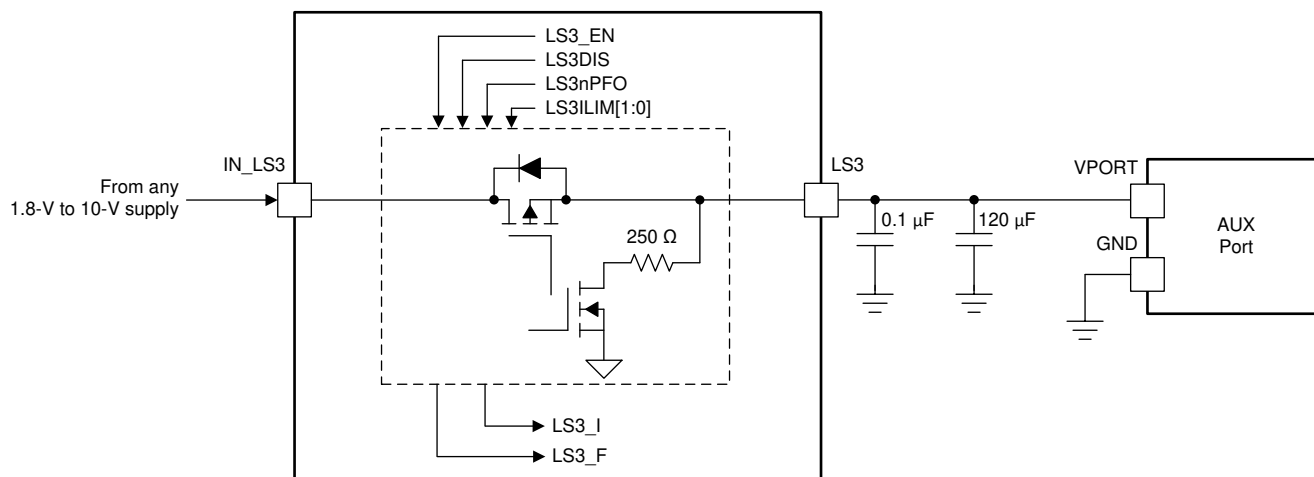 LS3_EN
LS3DIS
LS3nPFO
LS3ILIM[1:0]
IN_LS3
LS3
VPORT
From any
1.8-V to 10-V supply
0.1 µF
120 µF
AUX
Port
250 Ω
GND
LS3_I
LS3_F